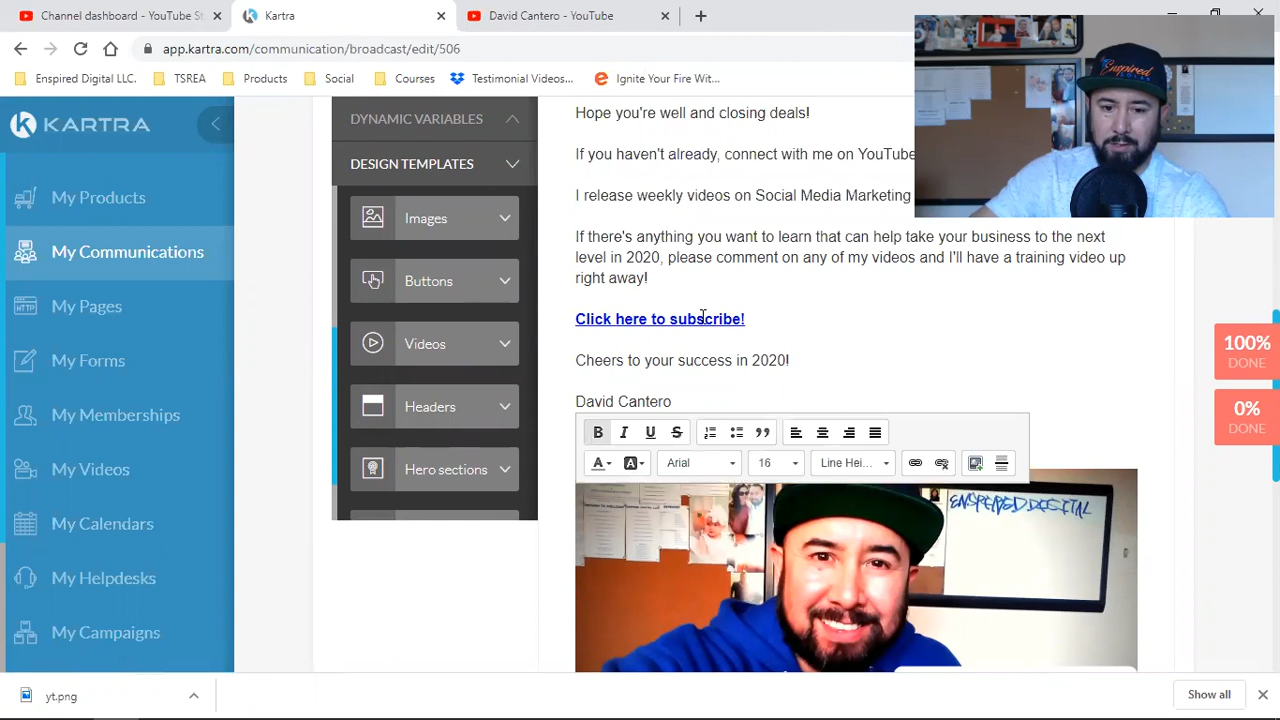 Channel dashboard - YouTube St
Kartra
David Cantero - YouTube
app.kartra.com/communication/broadcast/edit/506
Enspired Digital LLC.
TSREA
Products
Social
Testimonial Videos...
Ignite Your Fire Wit...
Enspired
KARTRA
My Products
My Communications
My Pages
My Forms
My Memberships
My Videos
My Calendars
My Helpdesks
My Campaigns
DYNAMIC VARIABLES
DESIGN TEMPLATES
Images
Buttons
Videos
Headers
Hero sections
Hope you're well and closing deals!
If you haven't already, connect with me on YouTube
I release weekly videos on Social Media Marketing
If there's anything you want to learn that can help take your business to the next
level in 2020, please comment on any of my videos and I'll have a training video up
right away!
Click here to subscribe!
Cheers to your success in 2020!
David Cantero
B I U S
A A Arial 16 Line Hei...
ENSPIRED DIGITAL
100%
DONE
0%
DONE
yt.png
Show all